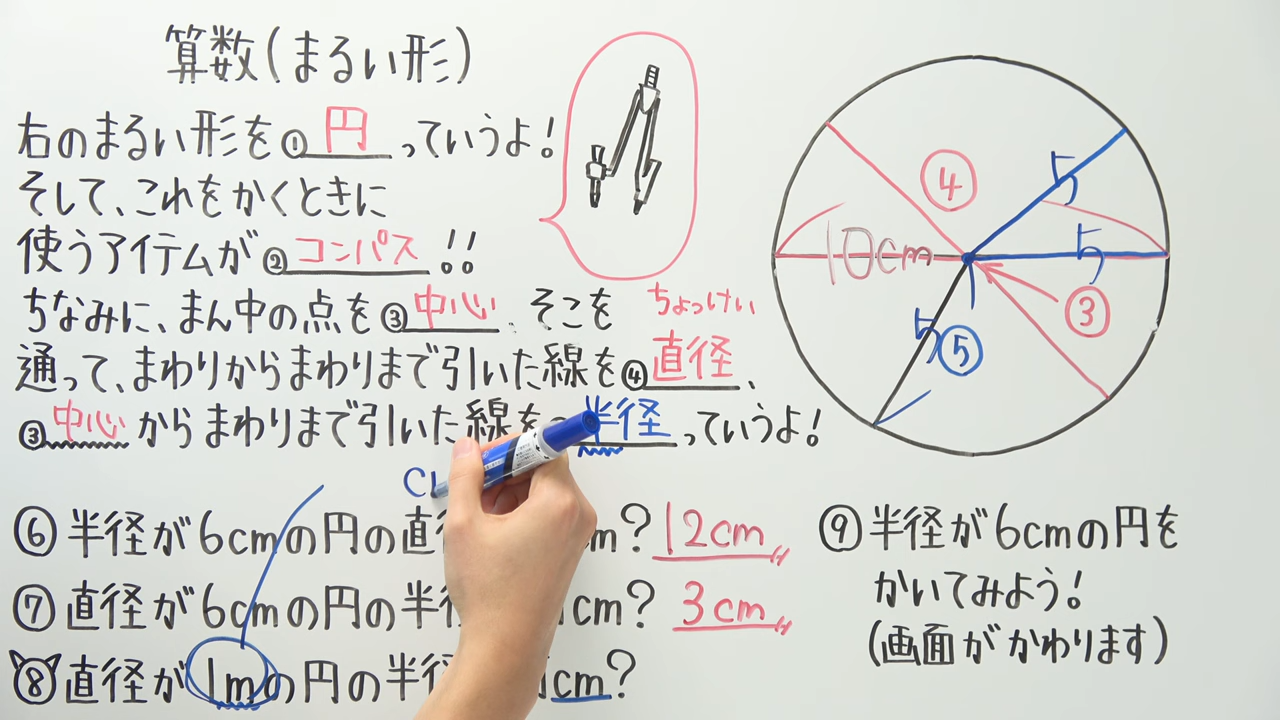 算数(まるい形)
右のまるい形を①円っていうよ!
そして、これをかくときに
使うアイテムが②コンパス!!
ちなみに、まん中の点を③中心、そこを
ちょっけい
通って、まわりからまわりまで引いた線を④直径、
③中心からまわりまで引いた線を半径っていうよ!
⑥半径が6cmの円の直 cm? 12cm
⑦直径が6cmの円の半径 cm? 3cm
⑧直径が1mの円の半径 cm?
④
5
5
10cm
③
5
⑤
⑨半径が6cmの円を
かいてみよう!
(画面がかわります)